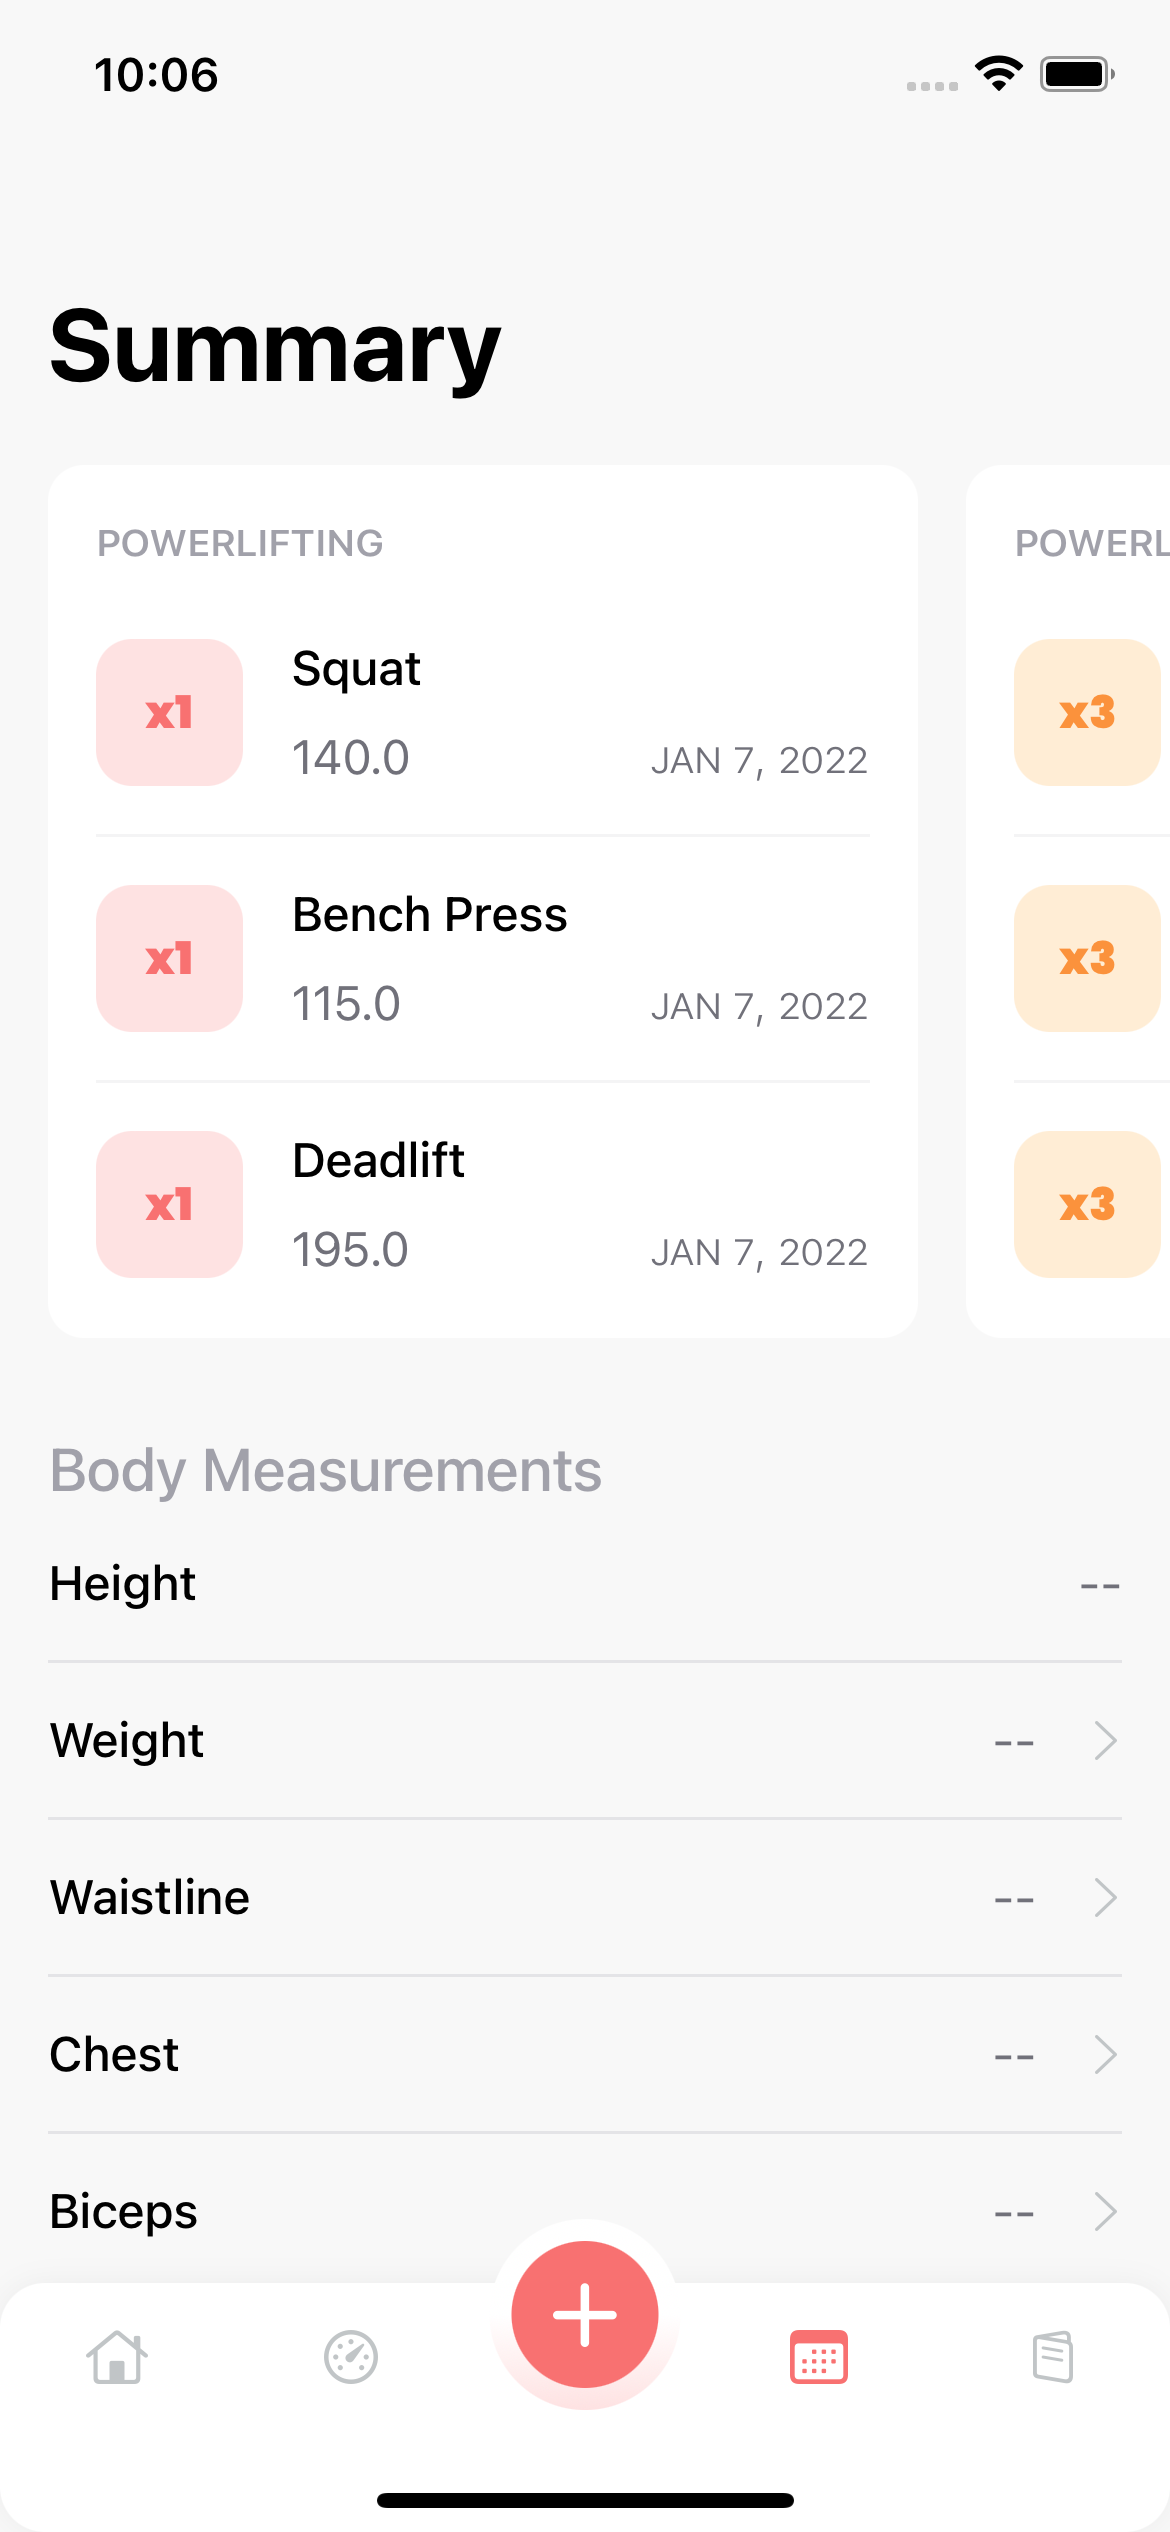 10:06
Summary
POWERLIFTING
x1
Squat
140.0
JAN 7, 2022
x1
Bench Press
115.0
JAN 7, 2022
x1
Deadlift
195.0
JAN 7, 2022
POWERL
x3
x3
x3
Body Measurements
Height
--
Weight
--
Waistline
--
Chest
--
Biceps
--